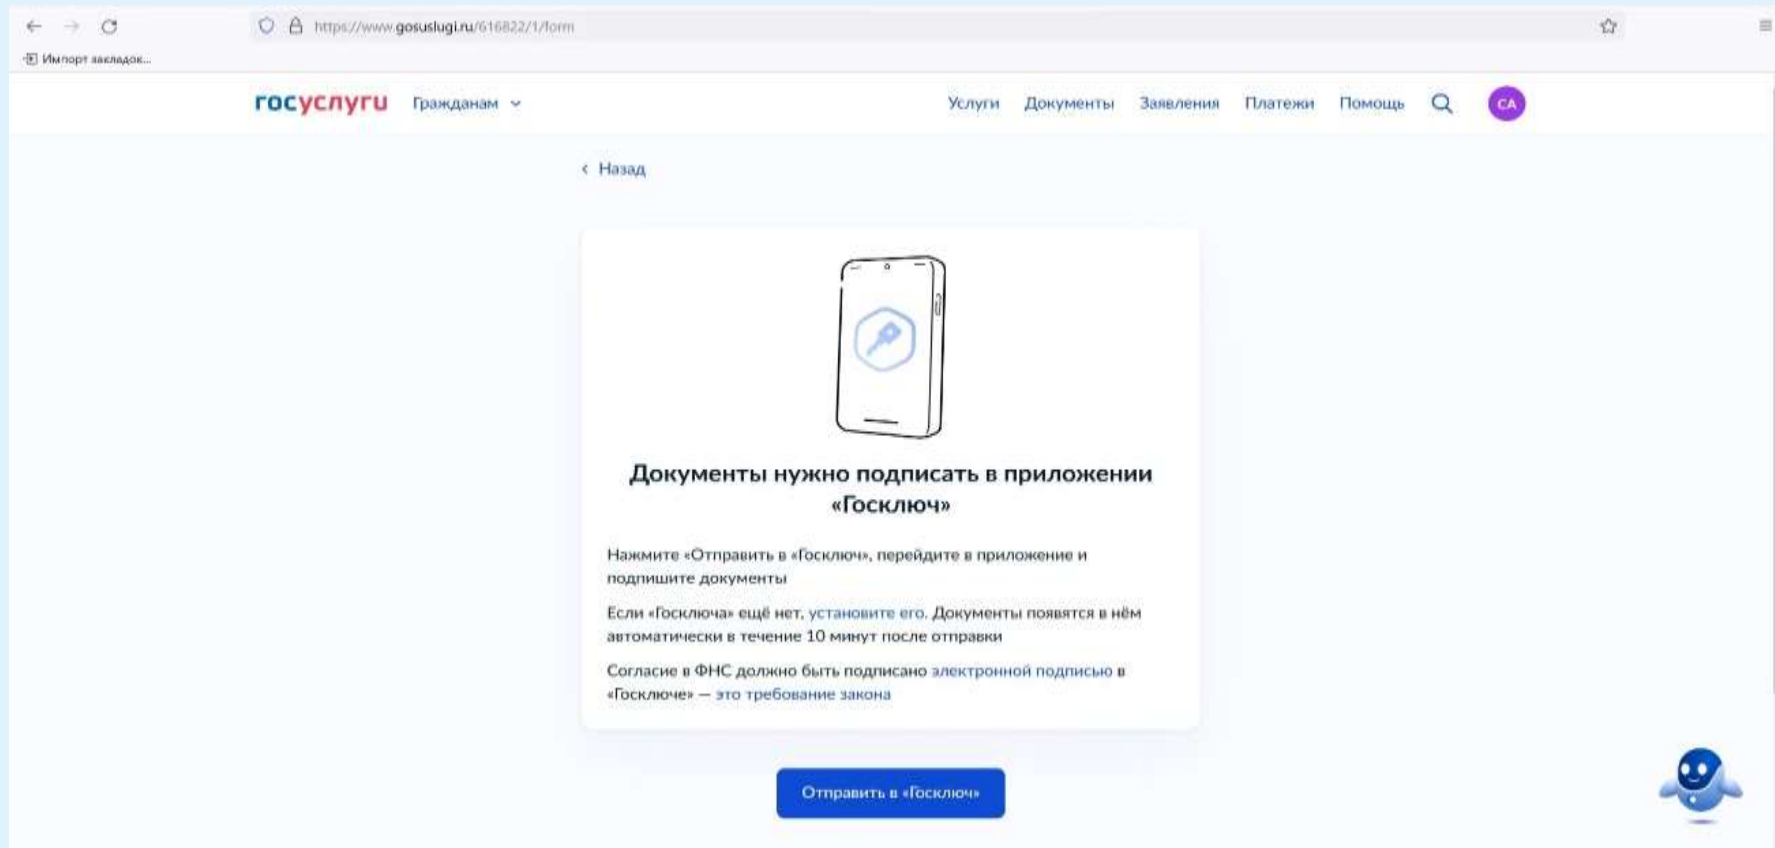 https://www.gosuslugi.ru/616822/1/form
Импорт закладок...
госуслуги Гражданам Услуги Документы Заявления Платежи Помощь СА
Назад
Документы нужно подписать в приложении
«Госключ»
Нажмите «Отправить в «Госключ», перейдите в приложение и
подпишите документы
Если «Госключа» ещё нет, установите его. Документы появятся в нём
автоматически в течение 10 минут после отправки
Согласие в ФНС должно быть подписано электронной подписью в
«Госключе» — это требование закона
Отправить в «Госключ»